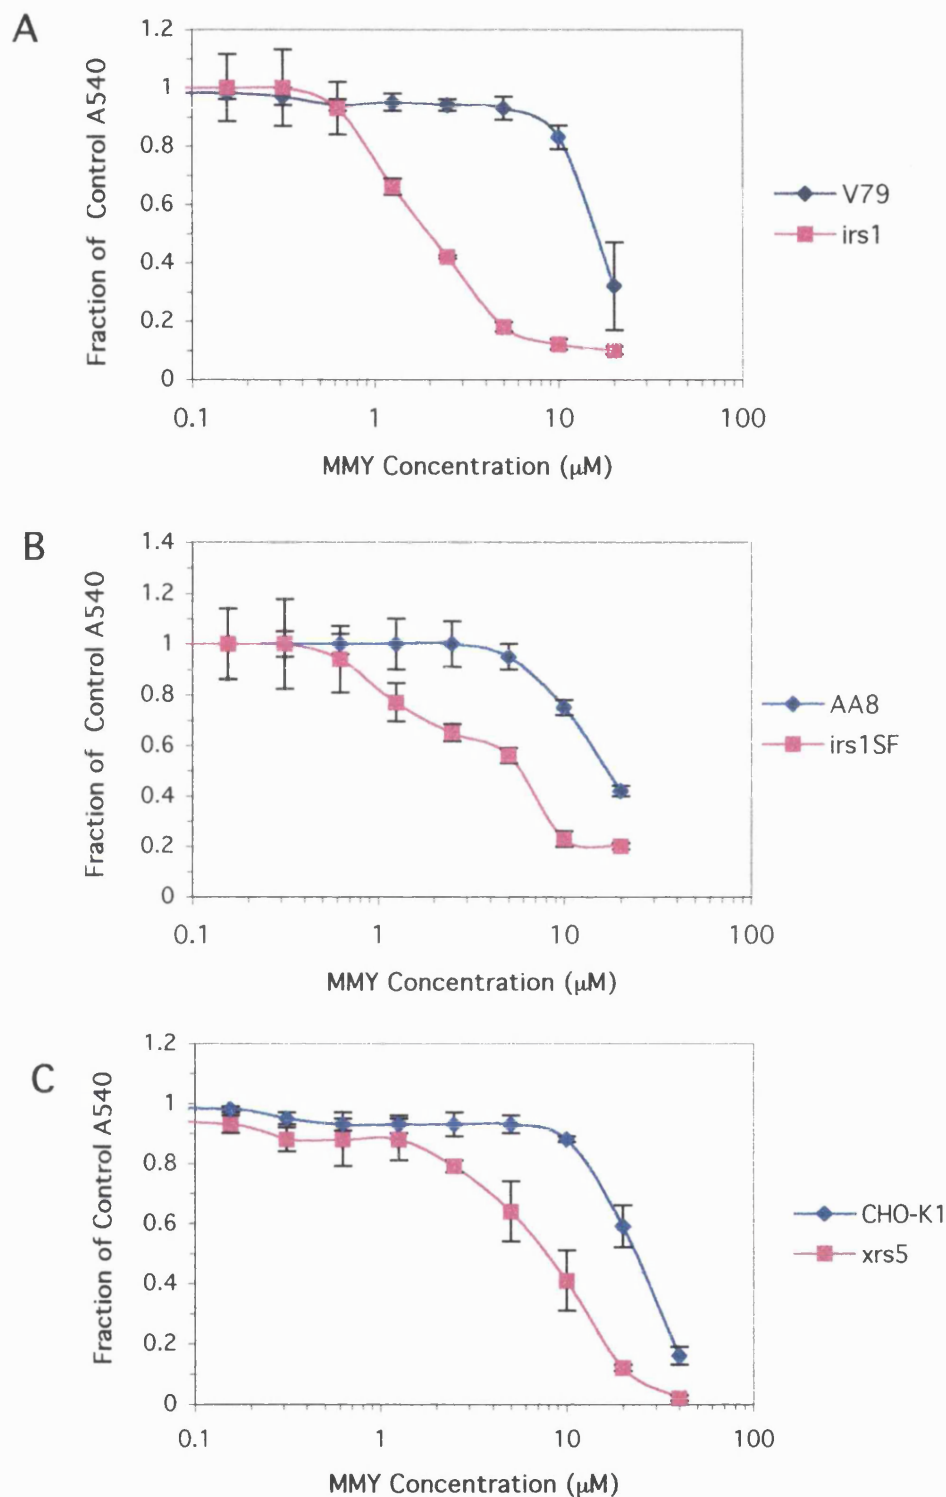 A
Fraction of Control A540
1.2
1
0.8
0.6
0.4
0.2
0
0.1 1 10 100
MMY Concentration (μM)
V79
irs1
B
Fraction of Control A540
1.4
1.2
1
0.8
0.6
0.4
0.2
0
0.1 1 10 100
MMY Concentration (μM)
AA8
irs1SF
C
Fraction of Control A540
1.2
1
0.8
0.6
0.4
0.2
0
0.1 1 10 100
MMY Concentration (μM)
CHO-K1
xrs5